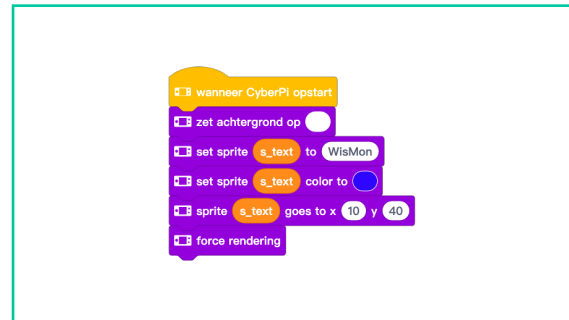 wanneer CyberPi opstart
zet achtergrond op
set sprite s_text to WisMon
set sprite s_text color to
sprite s_text goes to x 10 y 40
force rendering